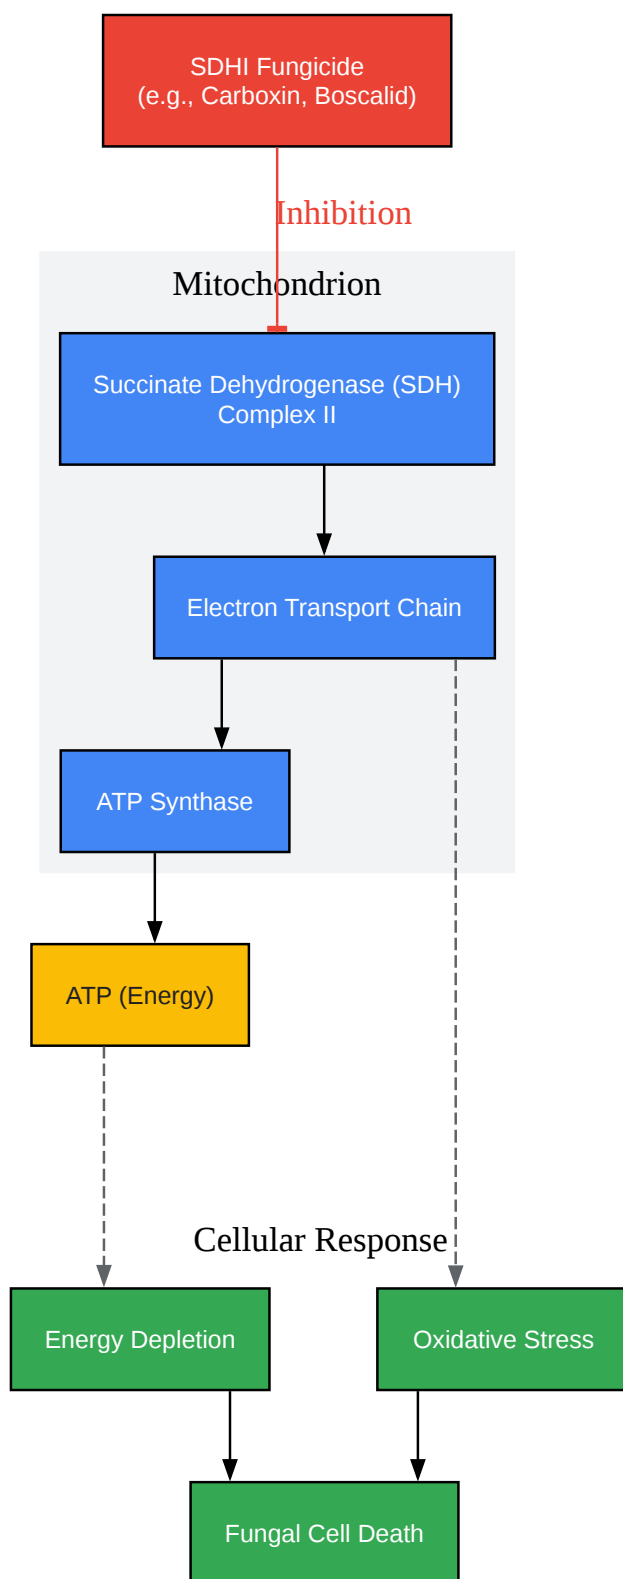 SDHI Fungicide
(e.g., Carboxin, Boscalid)
Inhibition
Mitochondrion
Succinate Dehydrogenase (SDH)
Complex II
Electron Transport Chain
ATP Synthase
ATP (Energy)
Cellular Response
Energy Depletion
Oxidative Stress
Fungal Cell Death